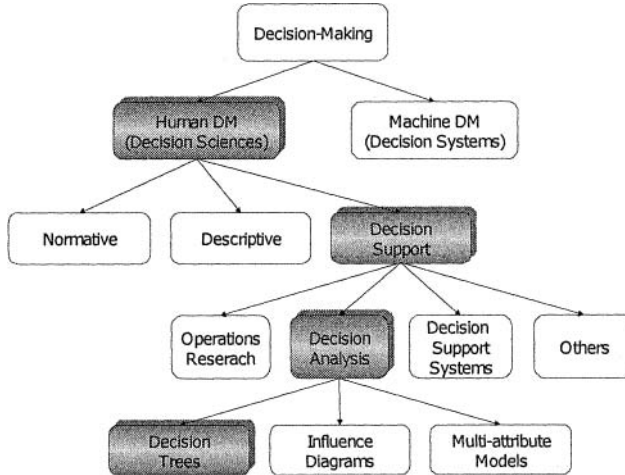 Decision-Making
Human DM
(Decision Sciences)
Machine DM
(Decision Systems)
Normative
Descriptive
Decision
Support
Operations
Reserach
Decision
Analysis
Decision
Support
Systems
Others
Decision
Trees
Influence
Diagrams
Multi-attribute
Models